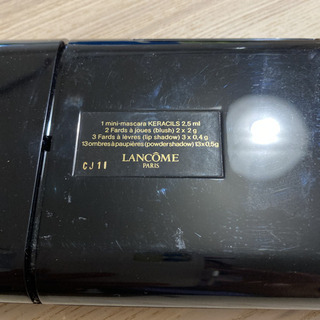 1 mini-mascara KERACILS 2,5 ml
2 Fards à joues (blush) 2 x 2 g
3 Fards à lèvres (lip shadow) 3 x 0,4 g
13 ombres à paupières (powder shadow) 13 x 0,5g
LANCÔME
PARIS
CJ11